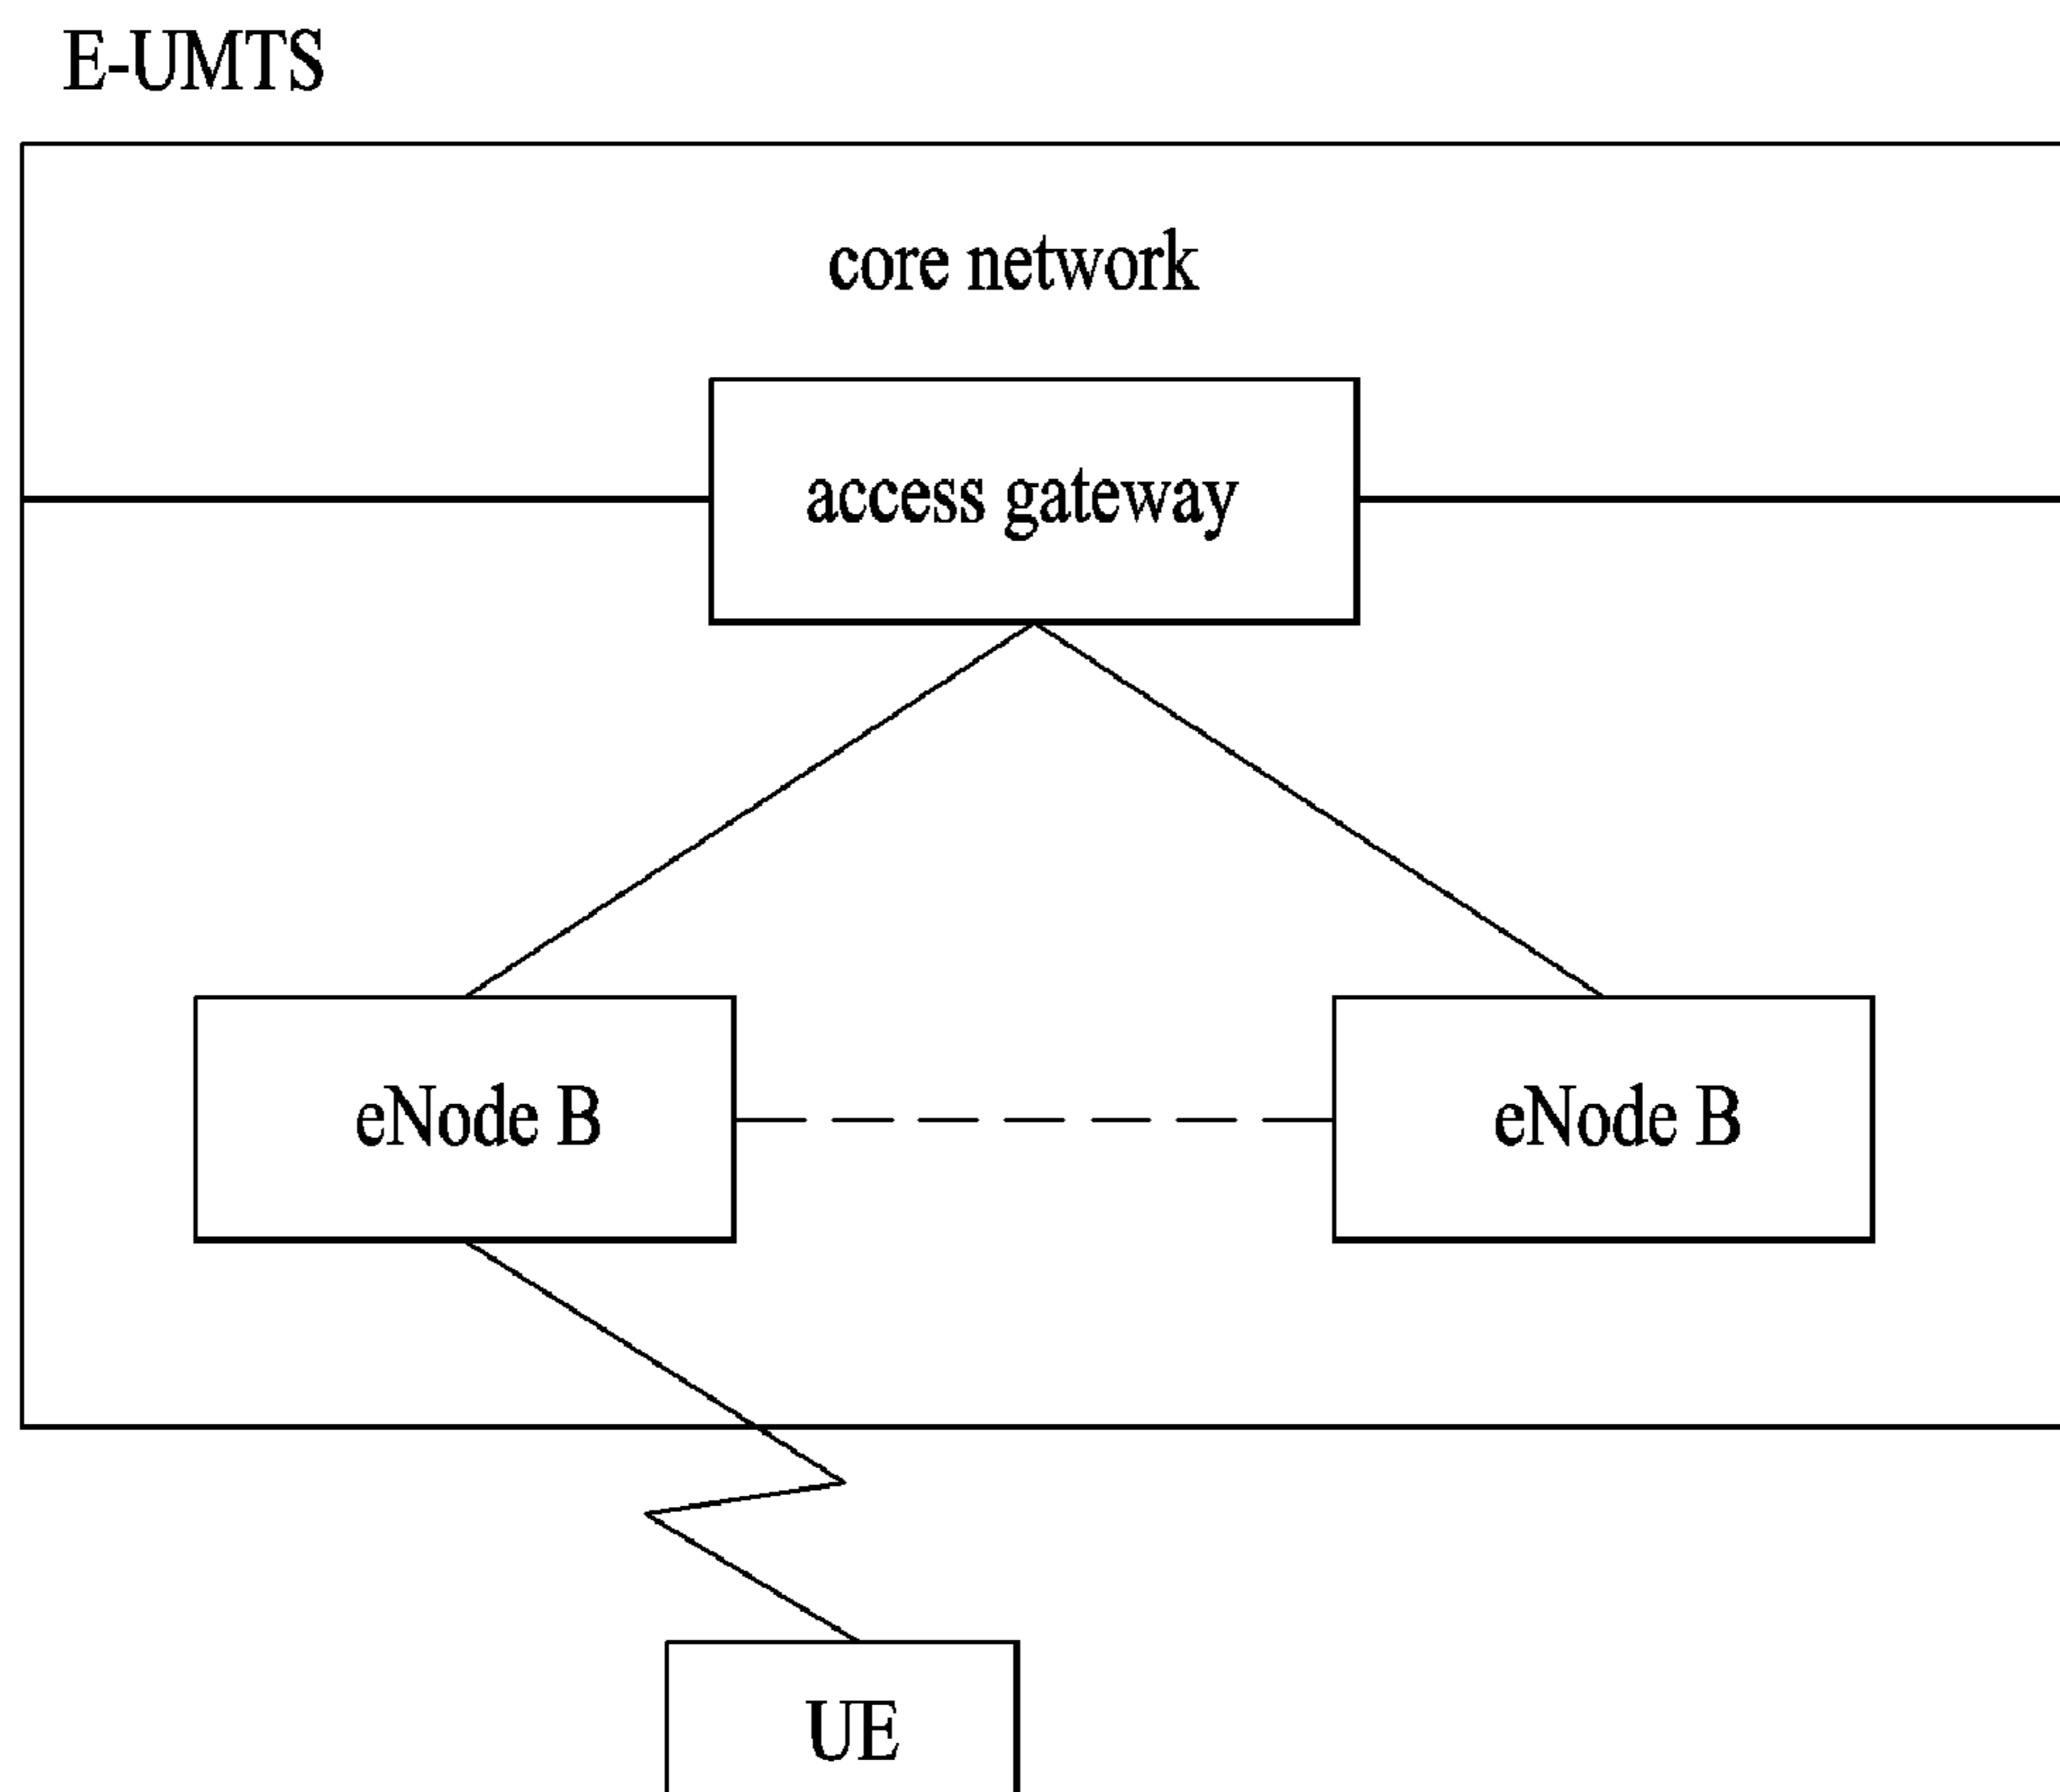 E-UMTS
core network
access gateway
eNode B
eNode B
UE